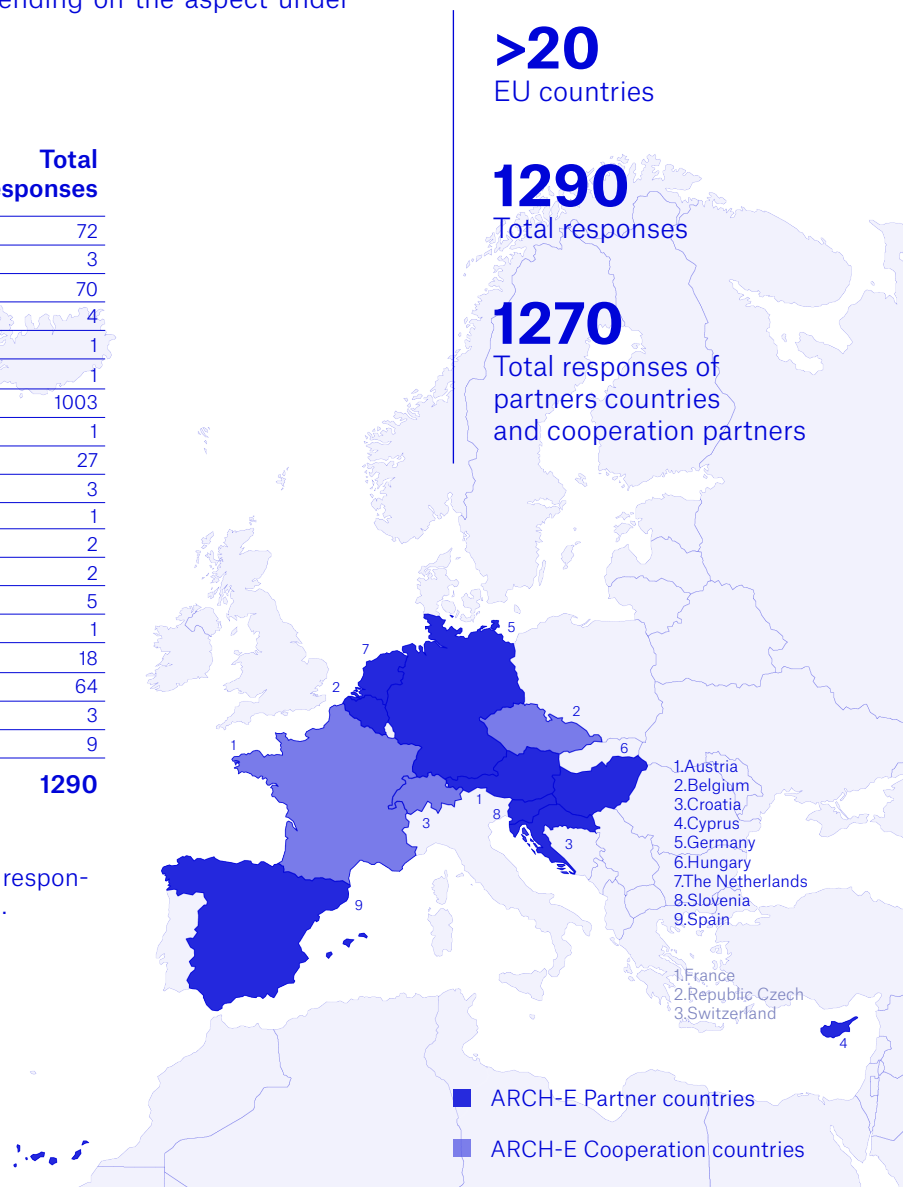 ending on the aspect under
>20
EU countries
1290
Total responses
1270
Total responses of
partners countries
and cooperation partners
Total
esponses
72
3
70
4
1
1
1003
1
27
3
1
2
2
5
1
18
64
3
9
1290
respon-
.
5
7
2
2
1
6
1
8
3
3
9
4
1.Austria
2.Belgium
3.Croatia
4.Cyprus
5.Germany
6.Hungary
7.The Netherlands
8.Slovenia
9.Spain
1.France
2.Republic Czech
3.Switzerland
ARCH-E Partner countries
ARCH-E Cooperation countries